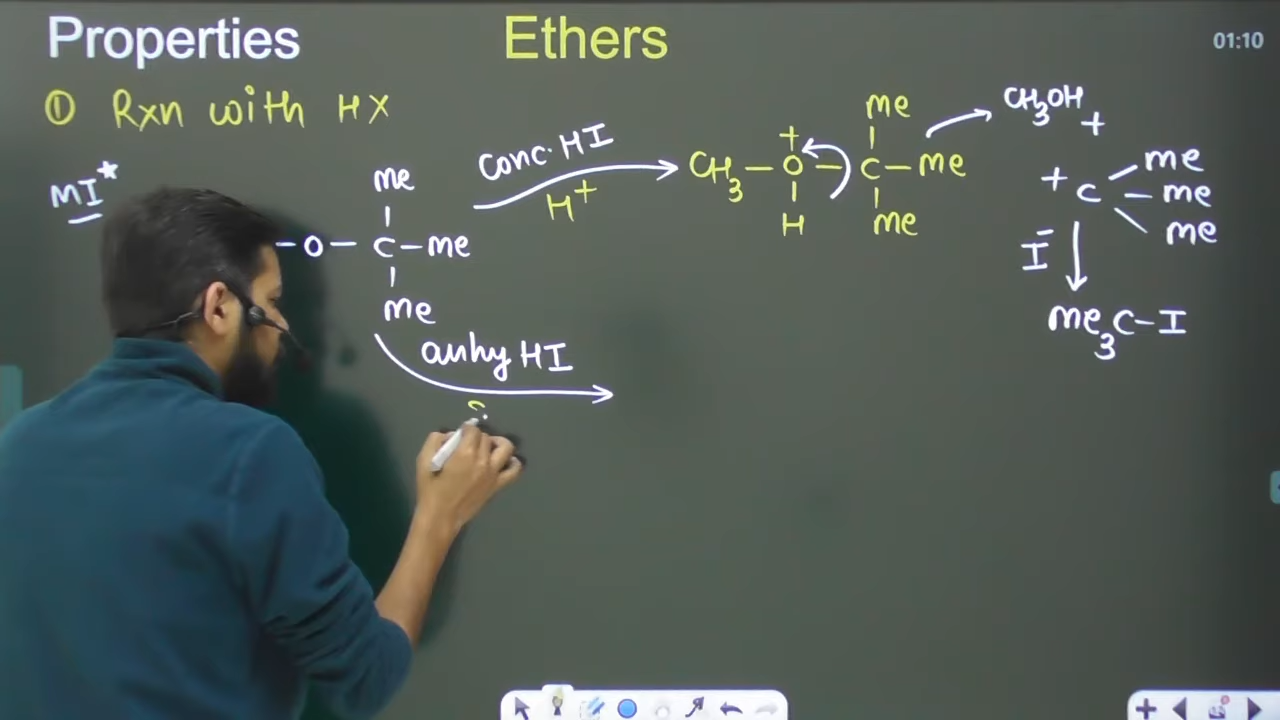 Properties
Ethers
01:10
① Rxn with HX
MI*
me
-O-C-me
me
conc. HI
H+
me
+
CH3-O-C-me
H
me
CH3OH
+
+C
me
me
me
I-
me3C-I
anhy HI